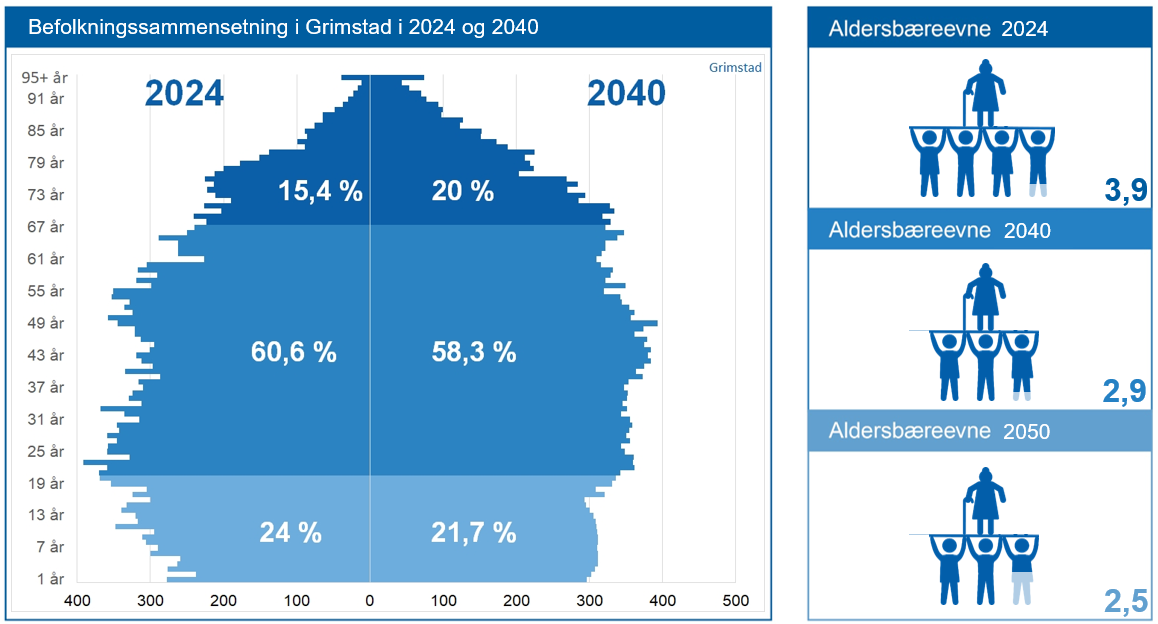 Befolkningssammensetning i Grimstad i 2024 og 2040
Grimstad
2024
2040
95+ år
91 år
85 år
79 år
73 år
67 år
61 år
55 år
49 år
43 år
37 år
31 år
25 år
19 år
13 år
7 år
1 år
15,4 %
20 %
60,6 %
58,3 %
24 %
21,7 %
400 300 200 100 0 100 200 300 400 500
Aldersbæreevne 2024
3,9
Aldersbæreevne 2040
2,9
Aldersbæreevne 2050
2,5